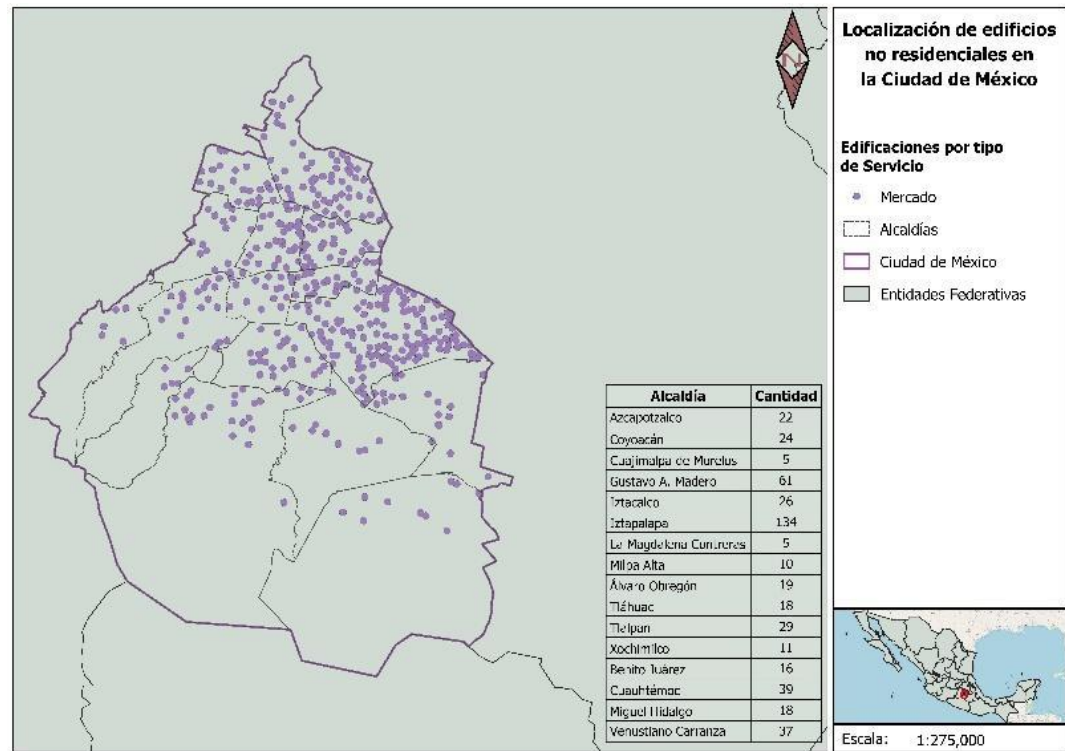 Localización de edificios
no residenciales en
la Ciudad de México
Edificaciones por tipo
de Servicio
Mercado
Alcaldías
Ciudad de México
Entidades Federativas
N
Alcaldía Cantidad
Azcapotzalco 22
Coyoacán 24
Cuajimalpa de Morelos 5
Gustavo A. Madero 61
Iztacalco 26
Iztapalapa 134
La Magdalena Contreras 5
Milpa Alta 10
Álvaro Obregón 19
Tláhuac 18
Tlalpan 29
Xochimilco 11
Benito Juárez 16
Cuauhtémoc 39
Miguel Hidalgo 18
Venustiano Carranza 37
Escala: 1:275,000